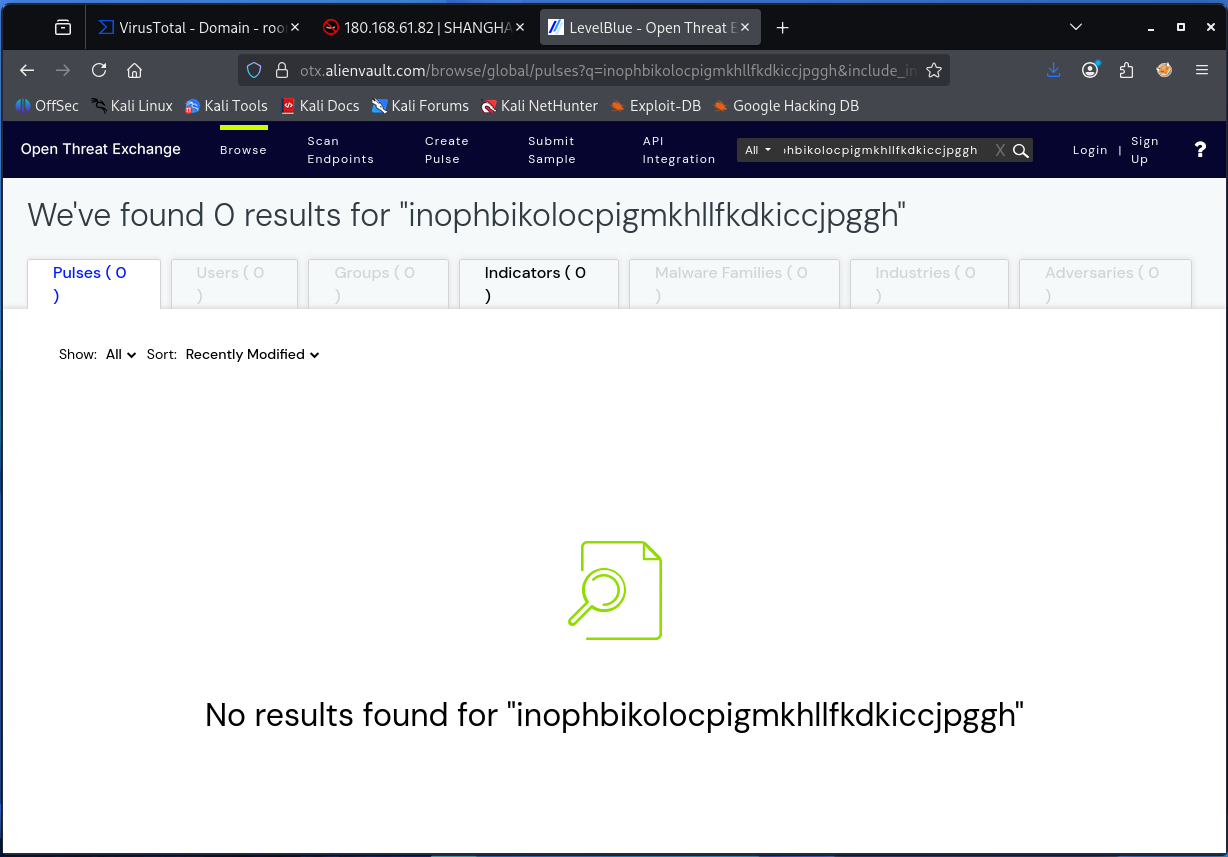 VirusTotal - Domain - roo
180.168.61.82 | SHANGHA
LevelBlue - Open Threat E
otx.alienvault.com/browse/global/pulses?q=inophbikolocpigmkhllfkdkiccjpggh&include_in
OffSec Kali Linux Kali Tools Kali Docs Kali Forums Kali NetHunter Exploit-DB Google Hacking DB
Open Threat Exchange
Browse
Scan
Endpoints
Create
Pulse
Submit
Sample
API
Integration
All
hbikolocpigmkhllfkdkiccjpggh X
Login | Sign
Up
?
We've found 0 results for "inophbikolocpigmkhllfkdkiccjpggh"
Pulses ( 0
)
Users ( 0
)
Groups ( 0
)
Indicators ( 0
)
Malware Families ( 0
)
Industries ( 0
)
Adversaries ( 0
)
Show: All Sort: Recently Modified
No results found for "inophbikolocpigmkhllfkdkiccjpggh"